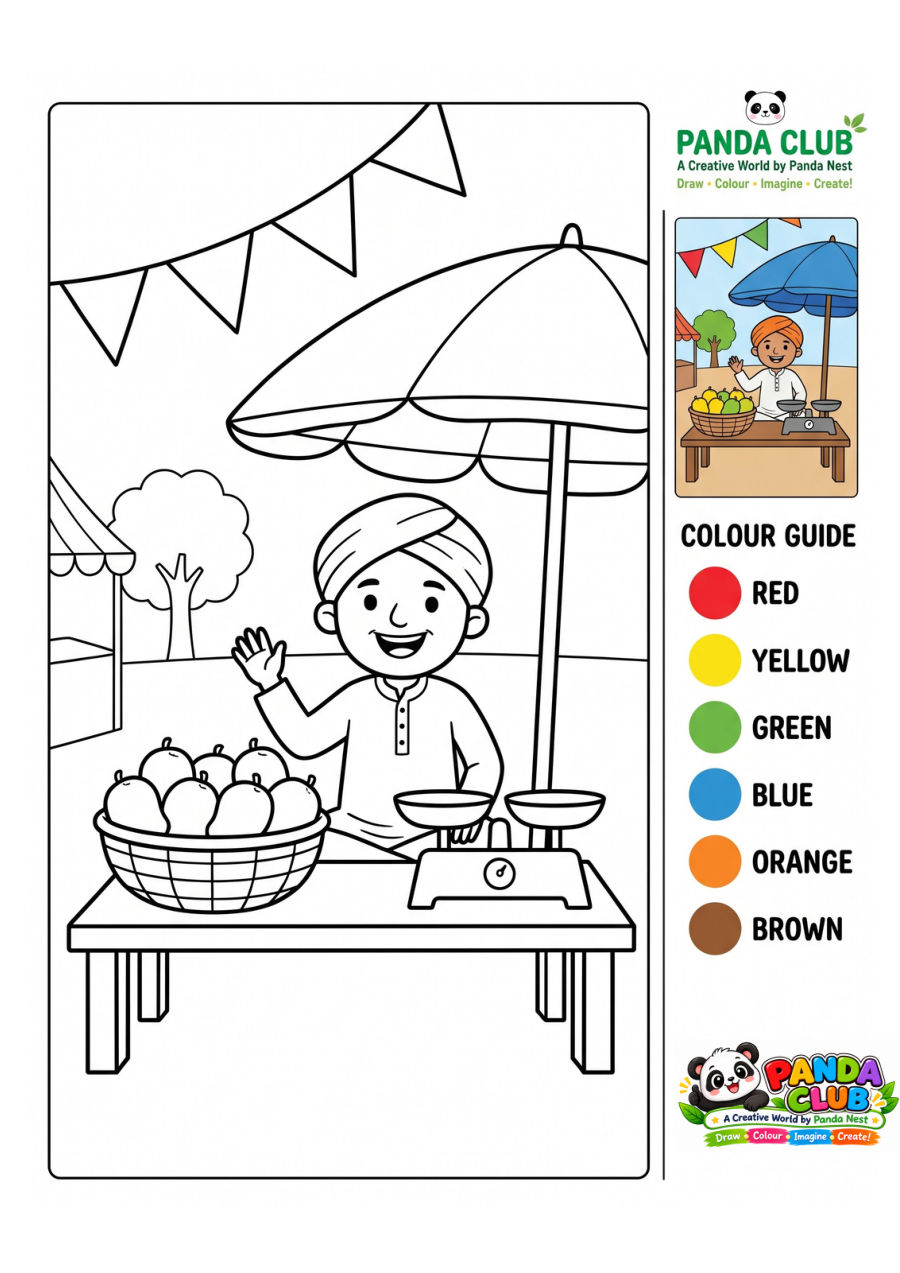 PANDA CLUB
A Creative World by Panda Nest
Draw • Colour • Imagine • Create!
COLOUR GUIDE
RED
YELLOW
GREEN
BLUE
ORANGE
BROWN
PANDA
CLUB
A Creative World by Panda Nest
Draw • Colour • Imagine • Create!